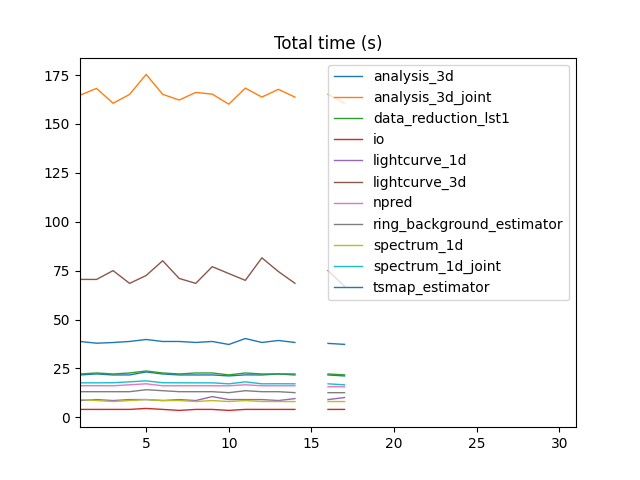 Total time (s)
175
150
125
100
75
50
25
0
5
10
15
20
25
30
analysis_3d
analysis_3d_joint
data_reduction_lst1
io
lightcurve_1d
lightcurve_3d
npred
ring_background_estimator
spectrum_1d
spectrum_1d_joint
tsmap_estimator